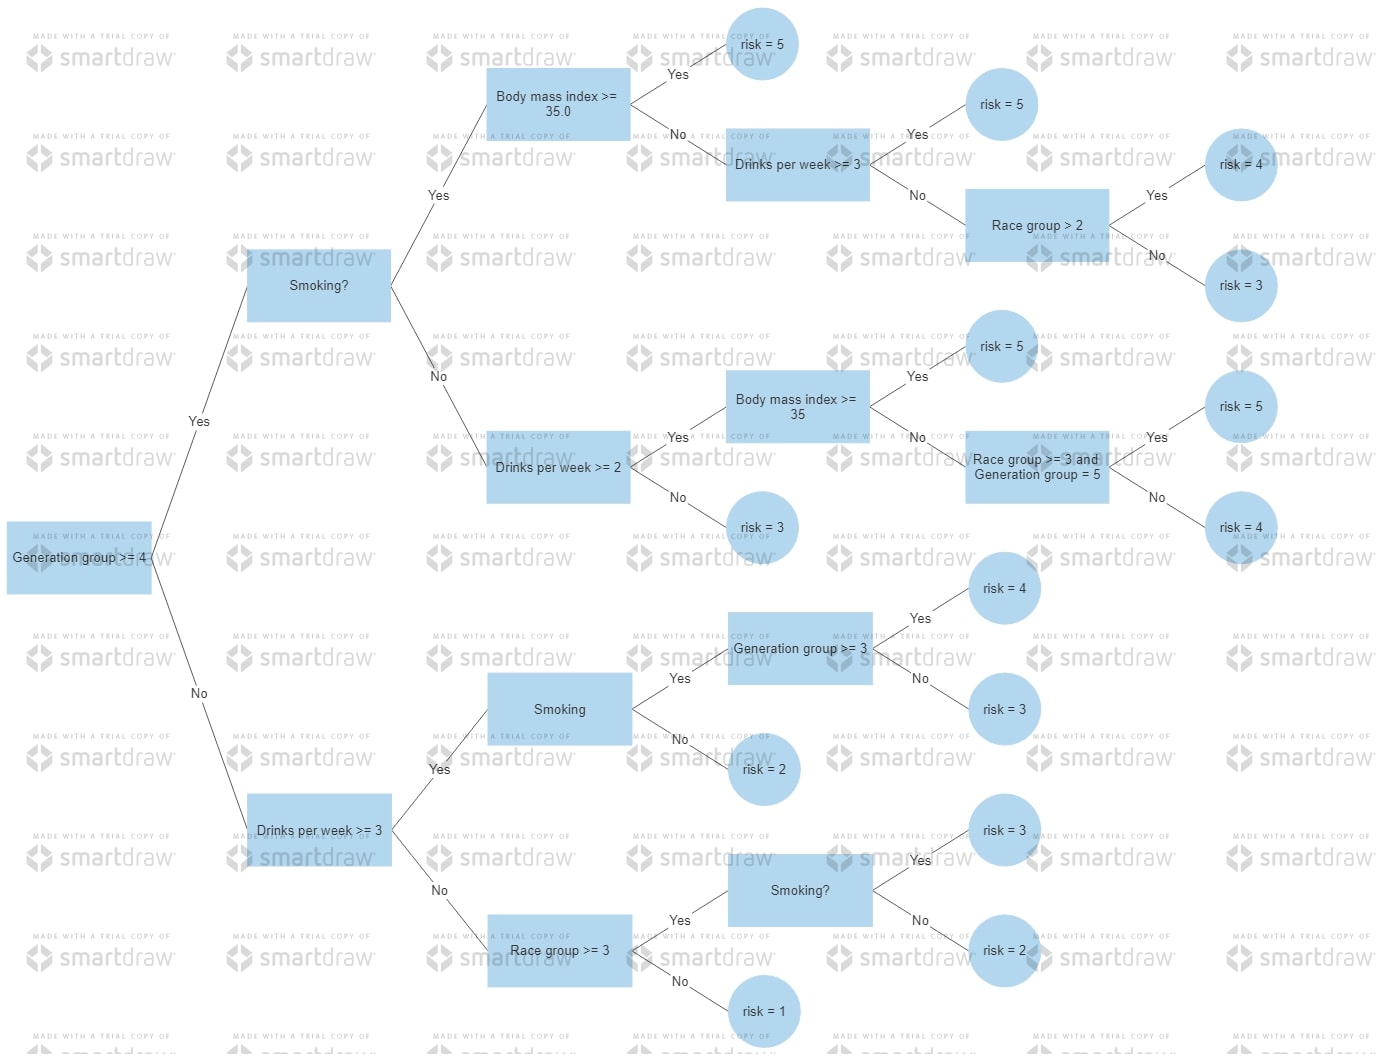 risk = 5
Yes
Body mass index >=
35.0
No
risk = 5
Yes
Drinks per week >= 3
No
risk = 4
Yes
Race group > 2
No
risk = 3
Yes
Smoking?
No
risk = 5
Yes
Body mass index >=
35
No
risk = 5
Yes
Race group >= 3 and
Generation group = 5
No
risk = 4
Yes
Drinks per week >= 2
No
risk = 3
Yes
Generation group >= 4
No
risk = 4
Yes
Generation group >= 3
No
risk = 3
Yes
Smoking
No
risk = 2
Yes
Drinks per week >= 3
No
risk = 3
Yes
Smoking?
No
risk = 2
Yes
Race group >= 3
No
risk = 1
MADE WITH A TRIAL COPY OF
smartdraw